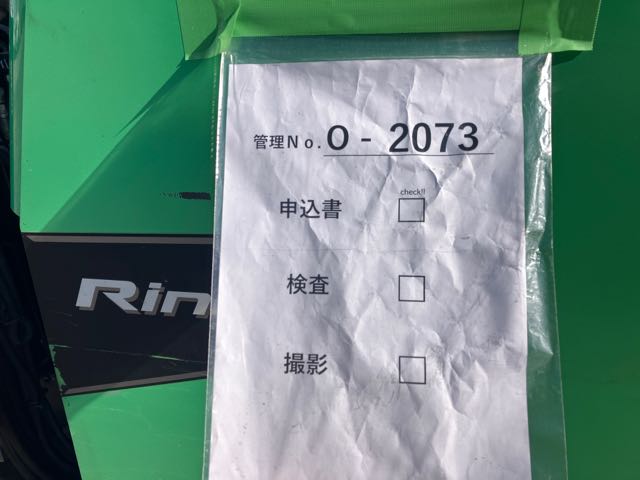 管理No.O-2073
check!!
申込書
検査
撮影
Rin